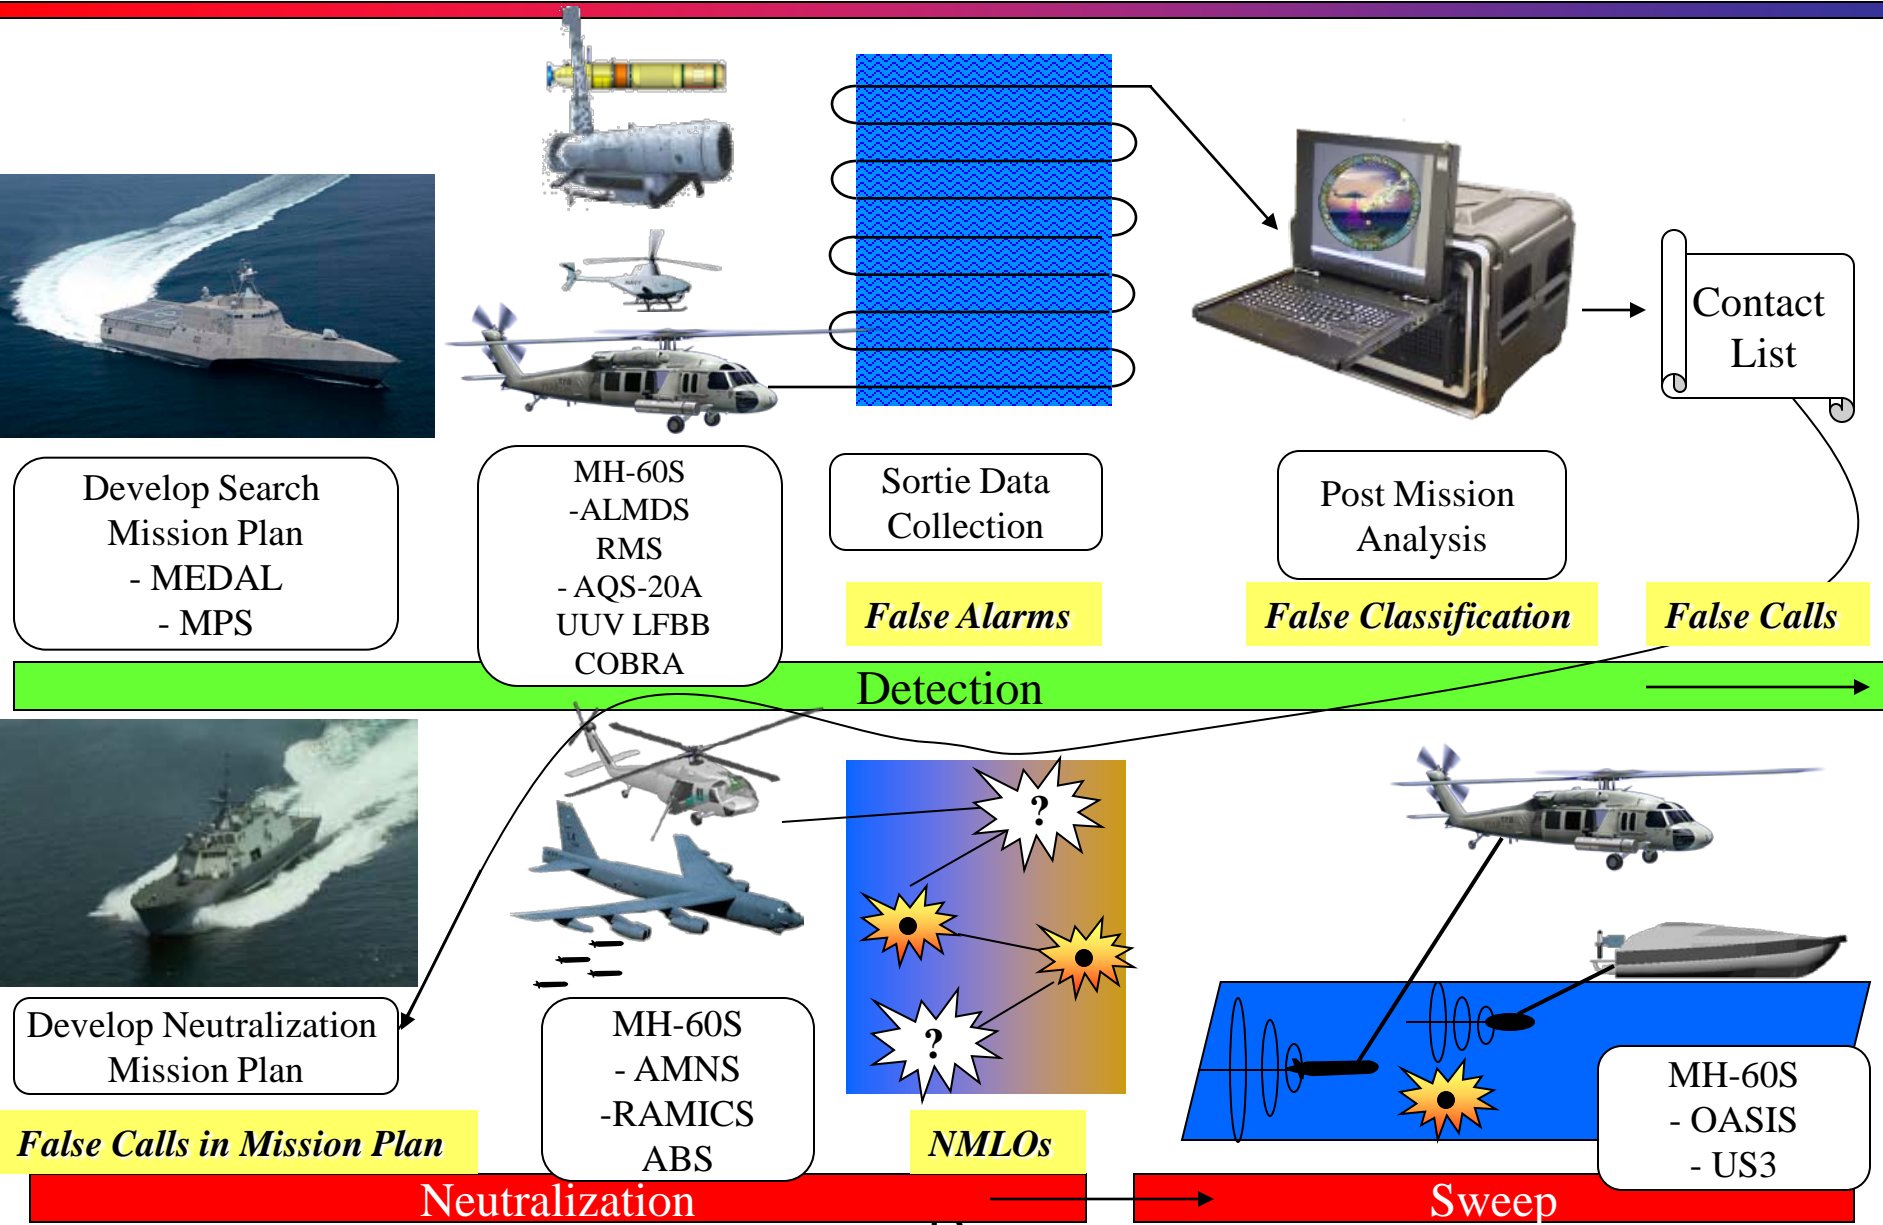 Contact
List
Develop Search
Mission Plan
- MEDAL
- MPS
MH-60S
-ALMDS
RMS
- AQS-20A
UUV LFBB
COBRA
Sortie Data
Collection
Post Mission
Analysis
False Alarms
False Classification
False Calls
Detection
?
?
Develop Neutralization
Mission Plan
MH-60S
- AMNS
-RAMICS
ABS
MH-60S
- OASIS
- US3
False Calls in Mission Plan
NMLOs
Neutralization
Sweep